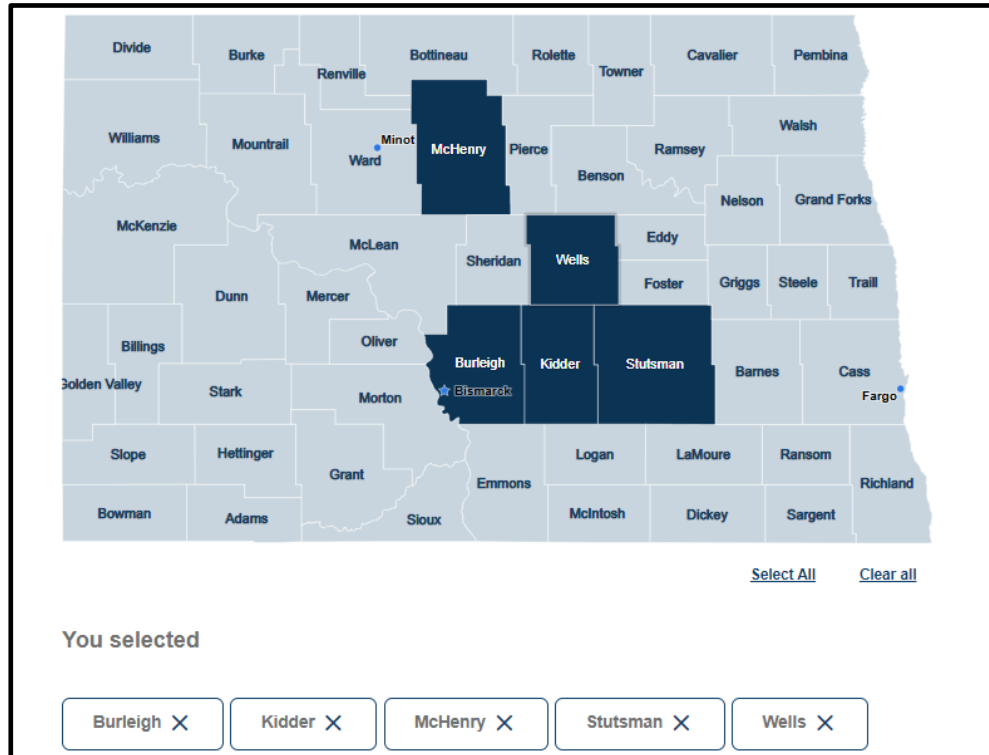 Divide
Burke
Renville
Bottineau
Rolette
Towner
Cavalier
Pembina
Williams
Mountrail
Ward
Minot
McHenry
Pierce
Benson
Ramsey
Walsh
Nelson
Grand Forks
McKenzie
McLean
Sheridan
Wells
Eddy
Foster
Griggs
Steele
Traill
Dunn
Mercer
Oliver
Billings
Golden Valley
Stark
Morton
Burleigh
Bismarck
Kidder
Stutsman
Barnes
Cass
Fargo
Slope
Hettinger
Grant
Emmons
Logan
LaMoure
Ransom
Richland
Bowman
Adams
Sioux
McIntosh
Dickey
Sargent
Select All Clear all
You selected
Burleigh X Kidder X McHenry X Stutsman X Wells X